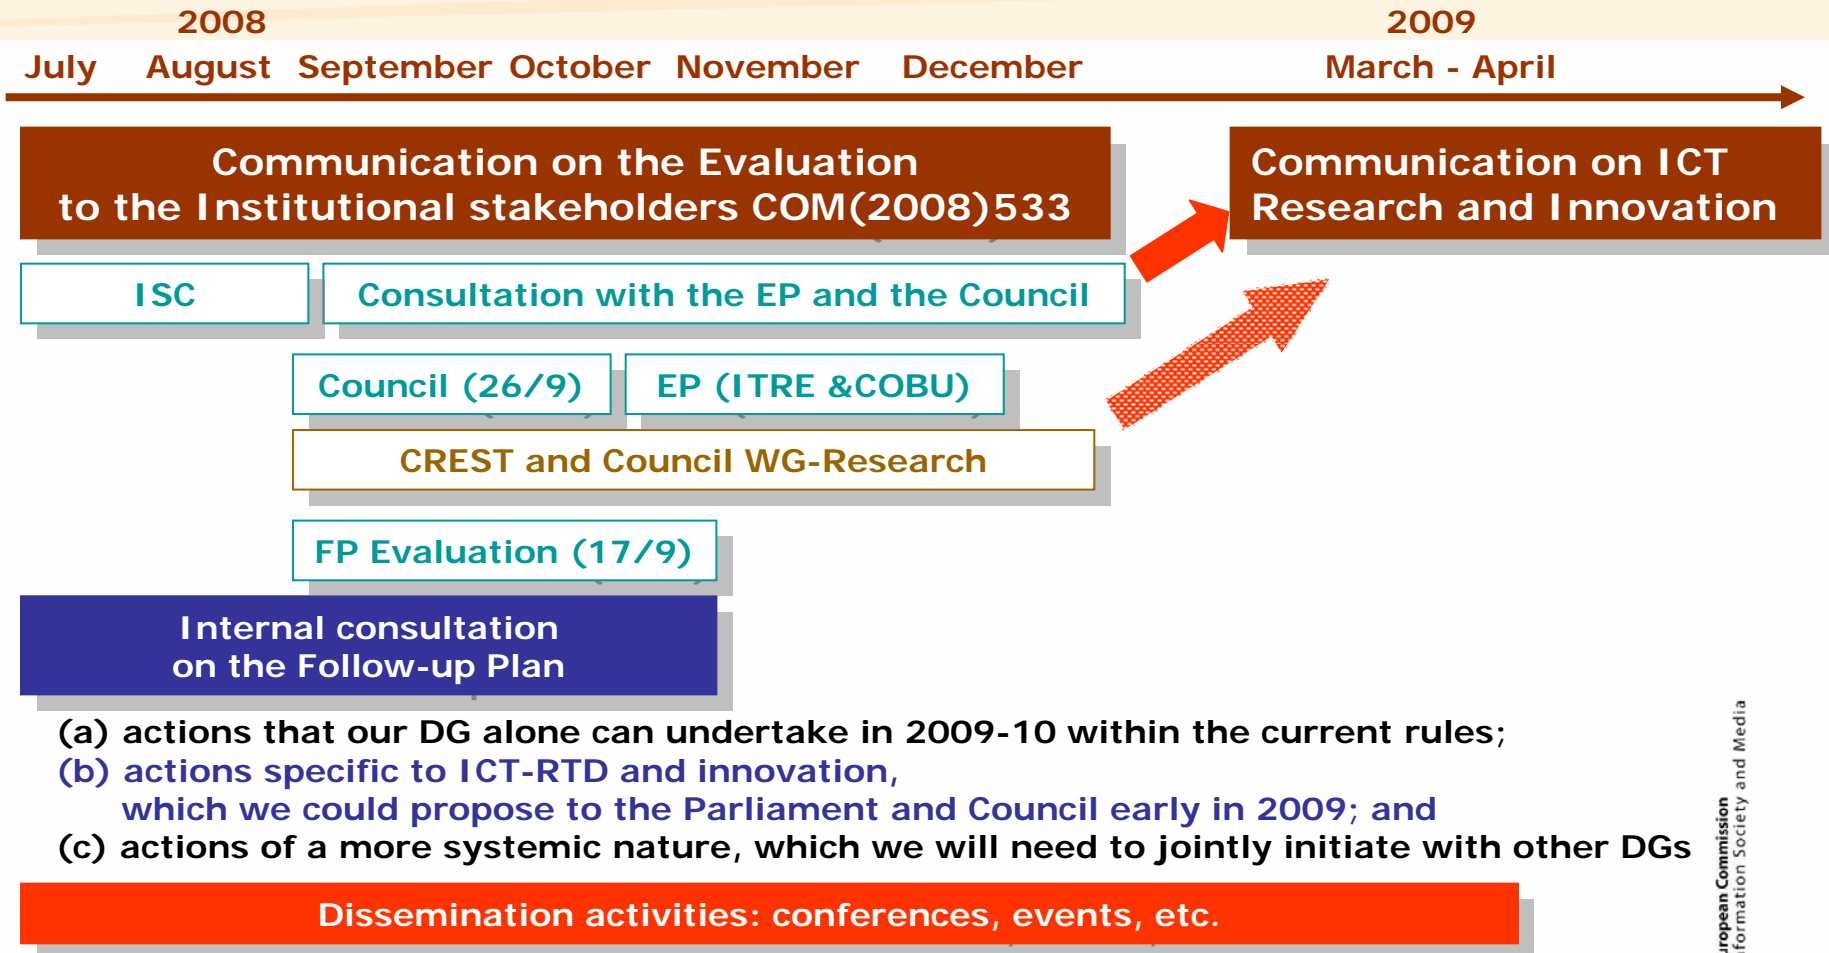 2008
2009
July August September October November December March - April
Communication on the Evaluation
to the Institutional stakeholders COM(2008)533
Communication on ICT
Research and Innovation
ISC
Consultation with the EP and the Council
Council (26/9)
EP (ITRE &COBU)
CREST and Council WG-Research
FP Evaluation (17/9)
Internal consultation
on the Follow-up Plan
(a) actions that our DG alone can undertake in 2009-10 within the current rules;
(b) actions specific to ICT-RTD and innovation,
which we could propose to the Parliament and Council early in 2009; and
(c) actions of a more systemic nature, which we will need to jointly initiate with other DGs
Dissemination activities: conferences, events, etc.
uropean Commission
nformation Society and Media